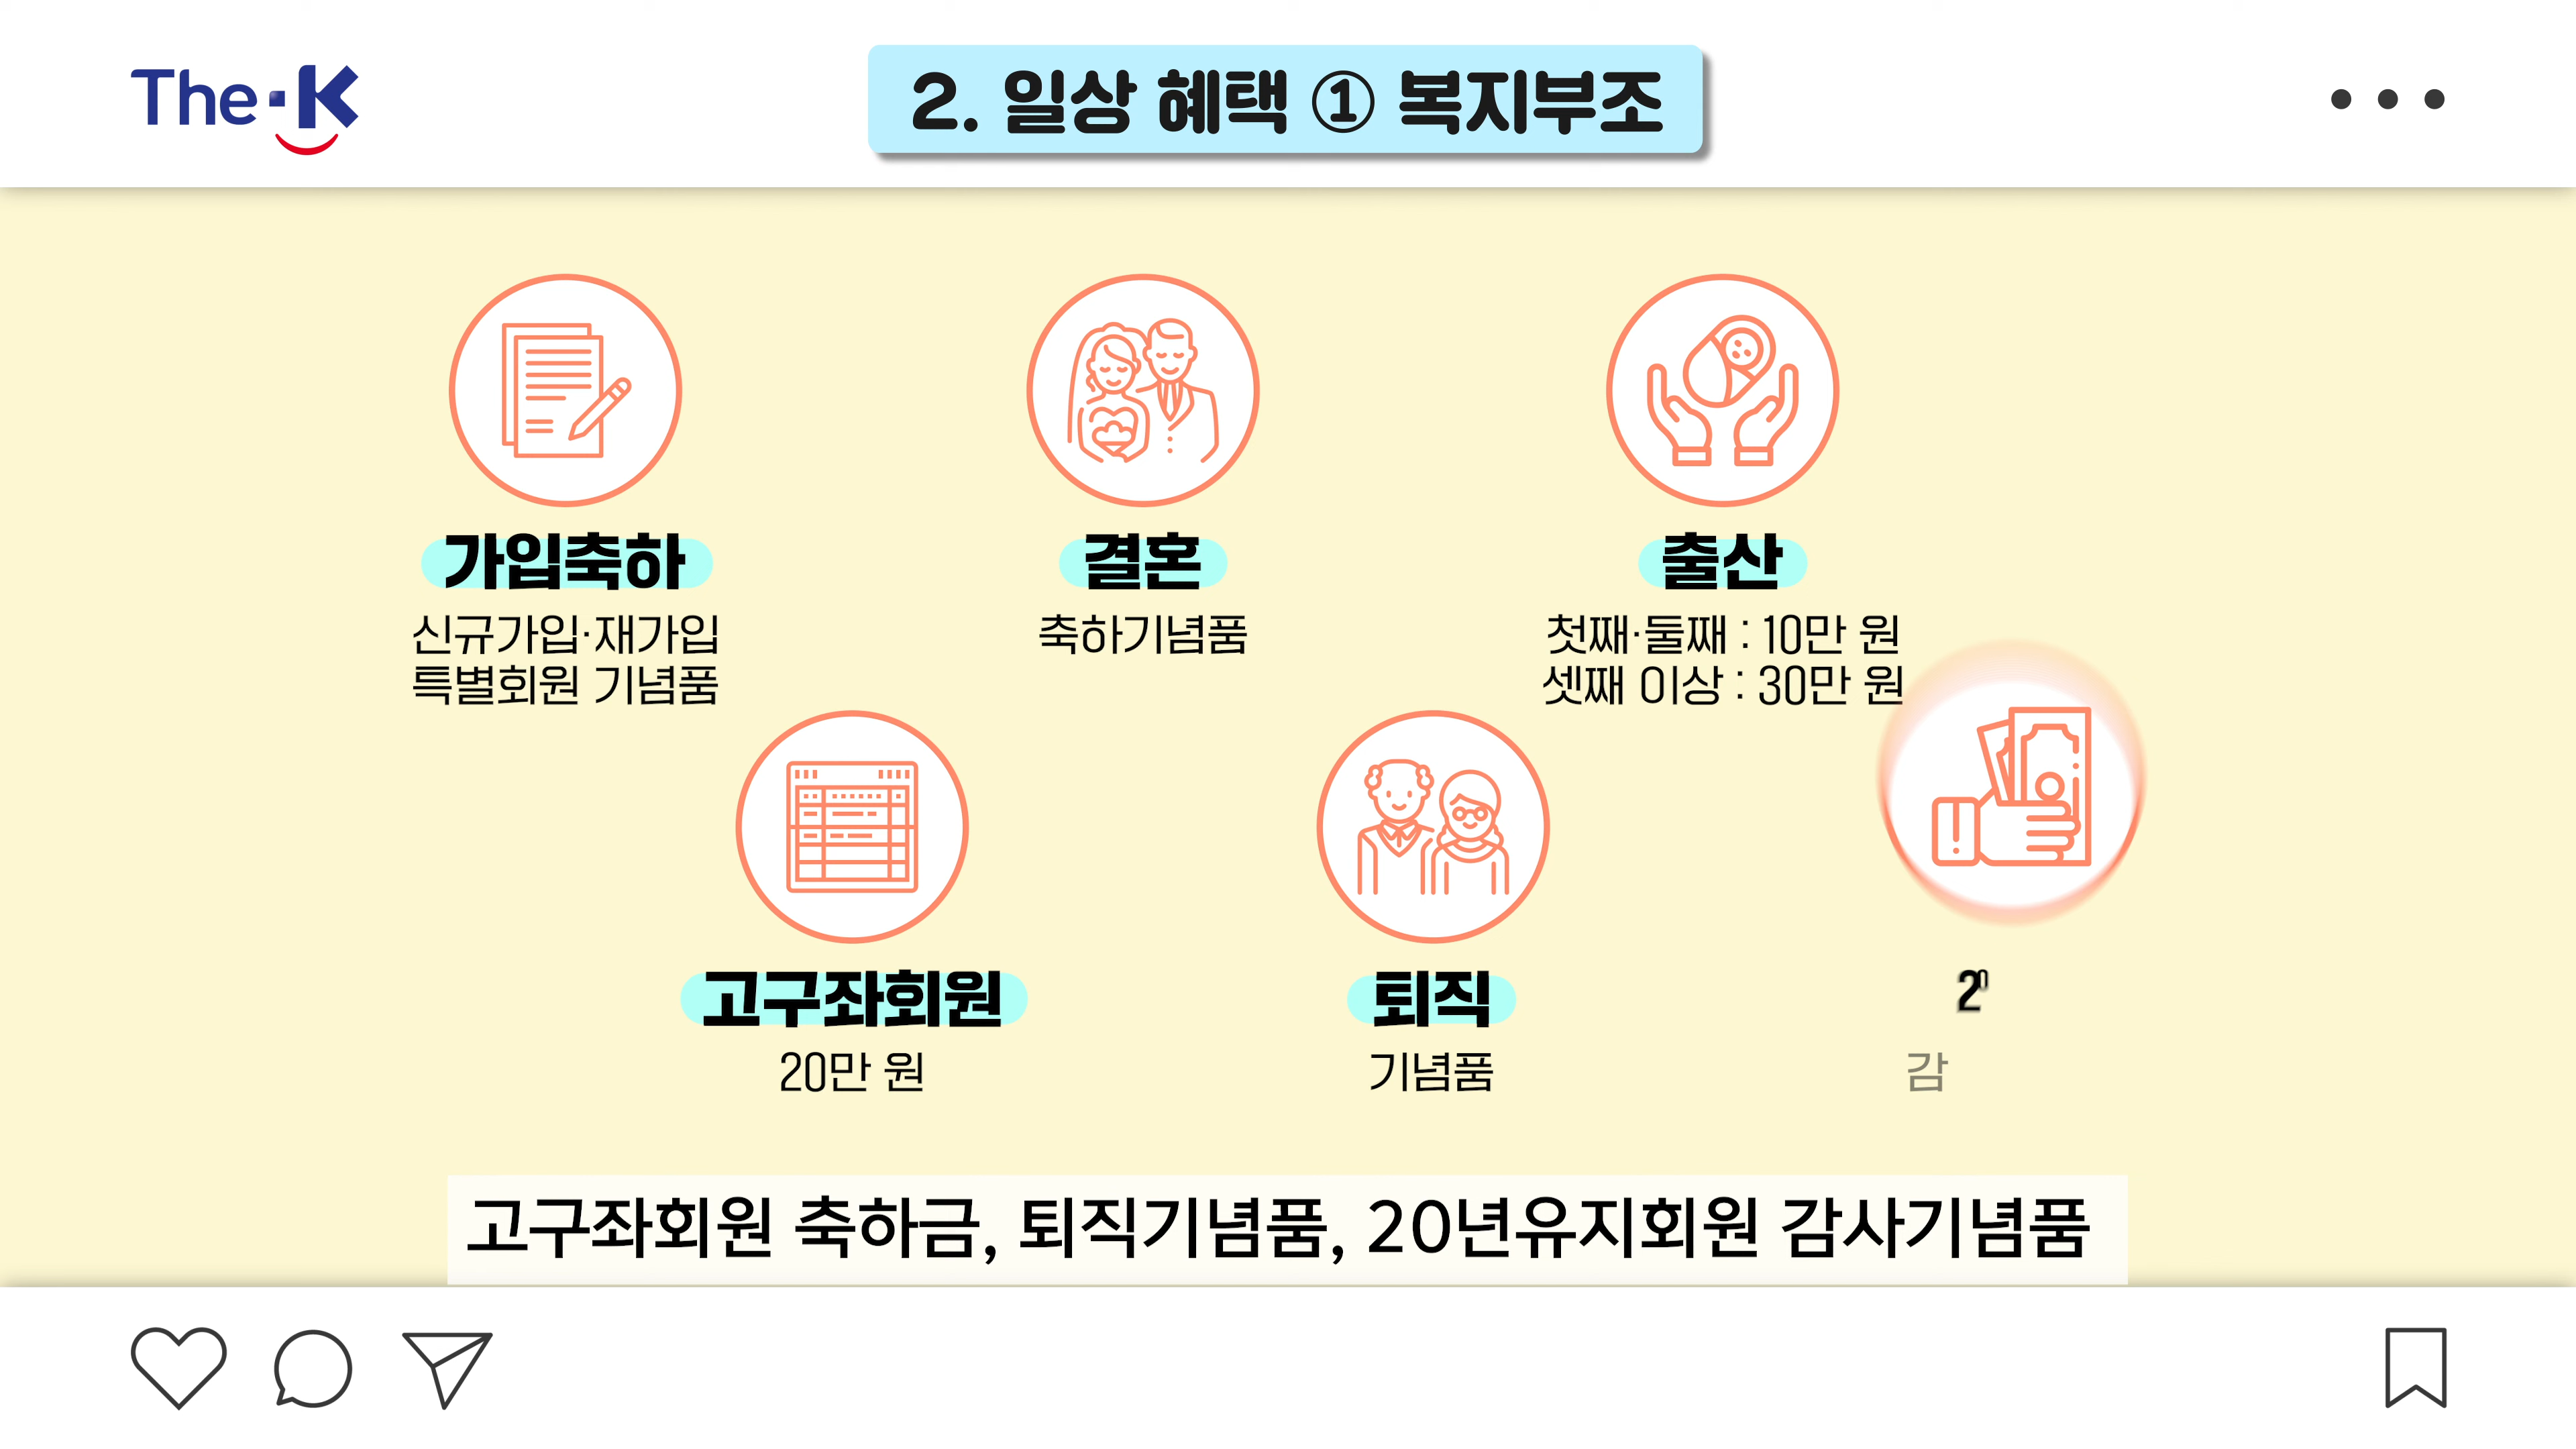 The·K
2. 일상 혜택 ① 복지부조
가입축하
신규가입·재가입
특별회원 기념품
결혼
축하기념품
출산
첫째·둘째 : 10만 원
셋째 이상 : 30만 원
고구좌회원
20만 원
퇴직
기념품
2
감
고구좌회원 축하금, 퇴직기념품, 20년유지회원 감사기념품